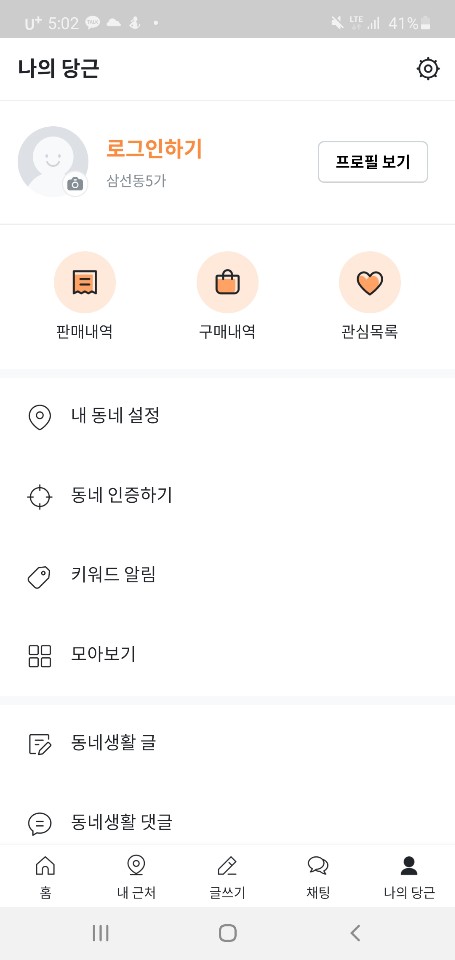 U+ 5:02
LTE
41%
나의 당근
로그인하기
삼선동5가
프로필 보기
판매내역
구매내역
관심목록
내 동네 설정
동네 인증하기
키워드 알림
모아보기
동네생활 글
동네생활 댓글
홈
내 근처
글쓰기
채팅
나의 당근